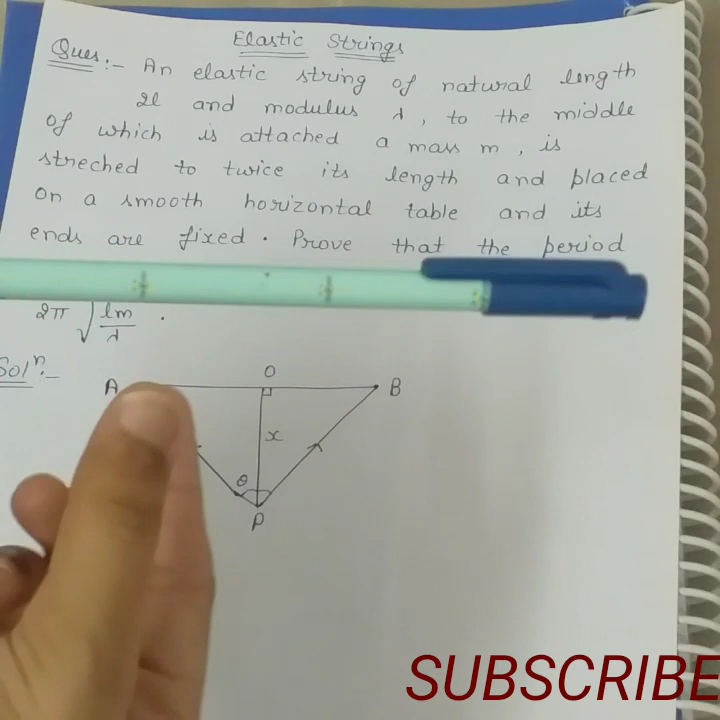 Elastic Strings
Ques :- An elastic string of natural length
2l and modulus λ, to the middle
of which is attached a mass m, is
streched to twice its length and placed
on a smooth horizontal table and its
ends are fixed. Prove that the period
2π √(lm/λ) .
Solⁿ:-
A O B
x
θ
P
SUBSCRIBE